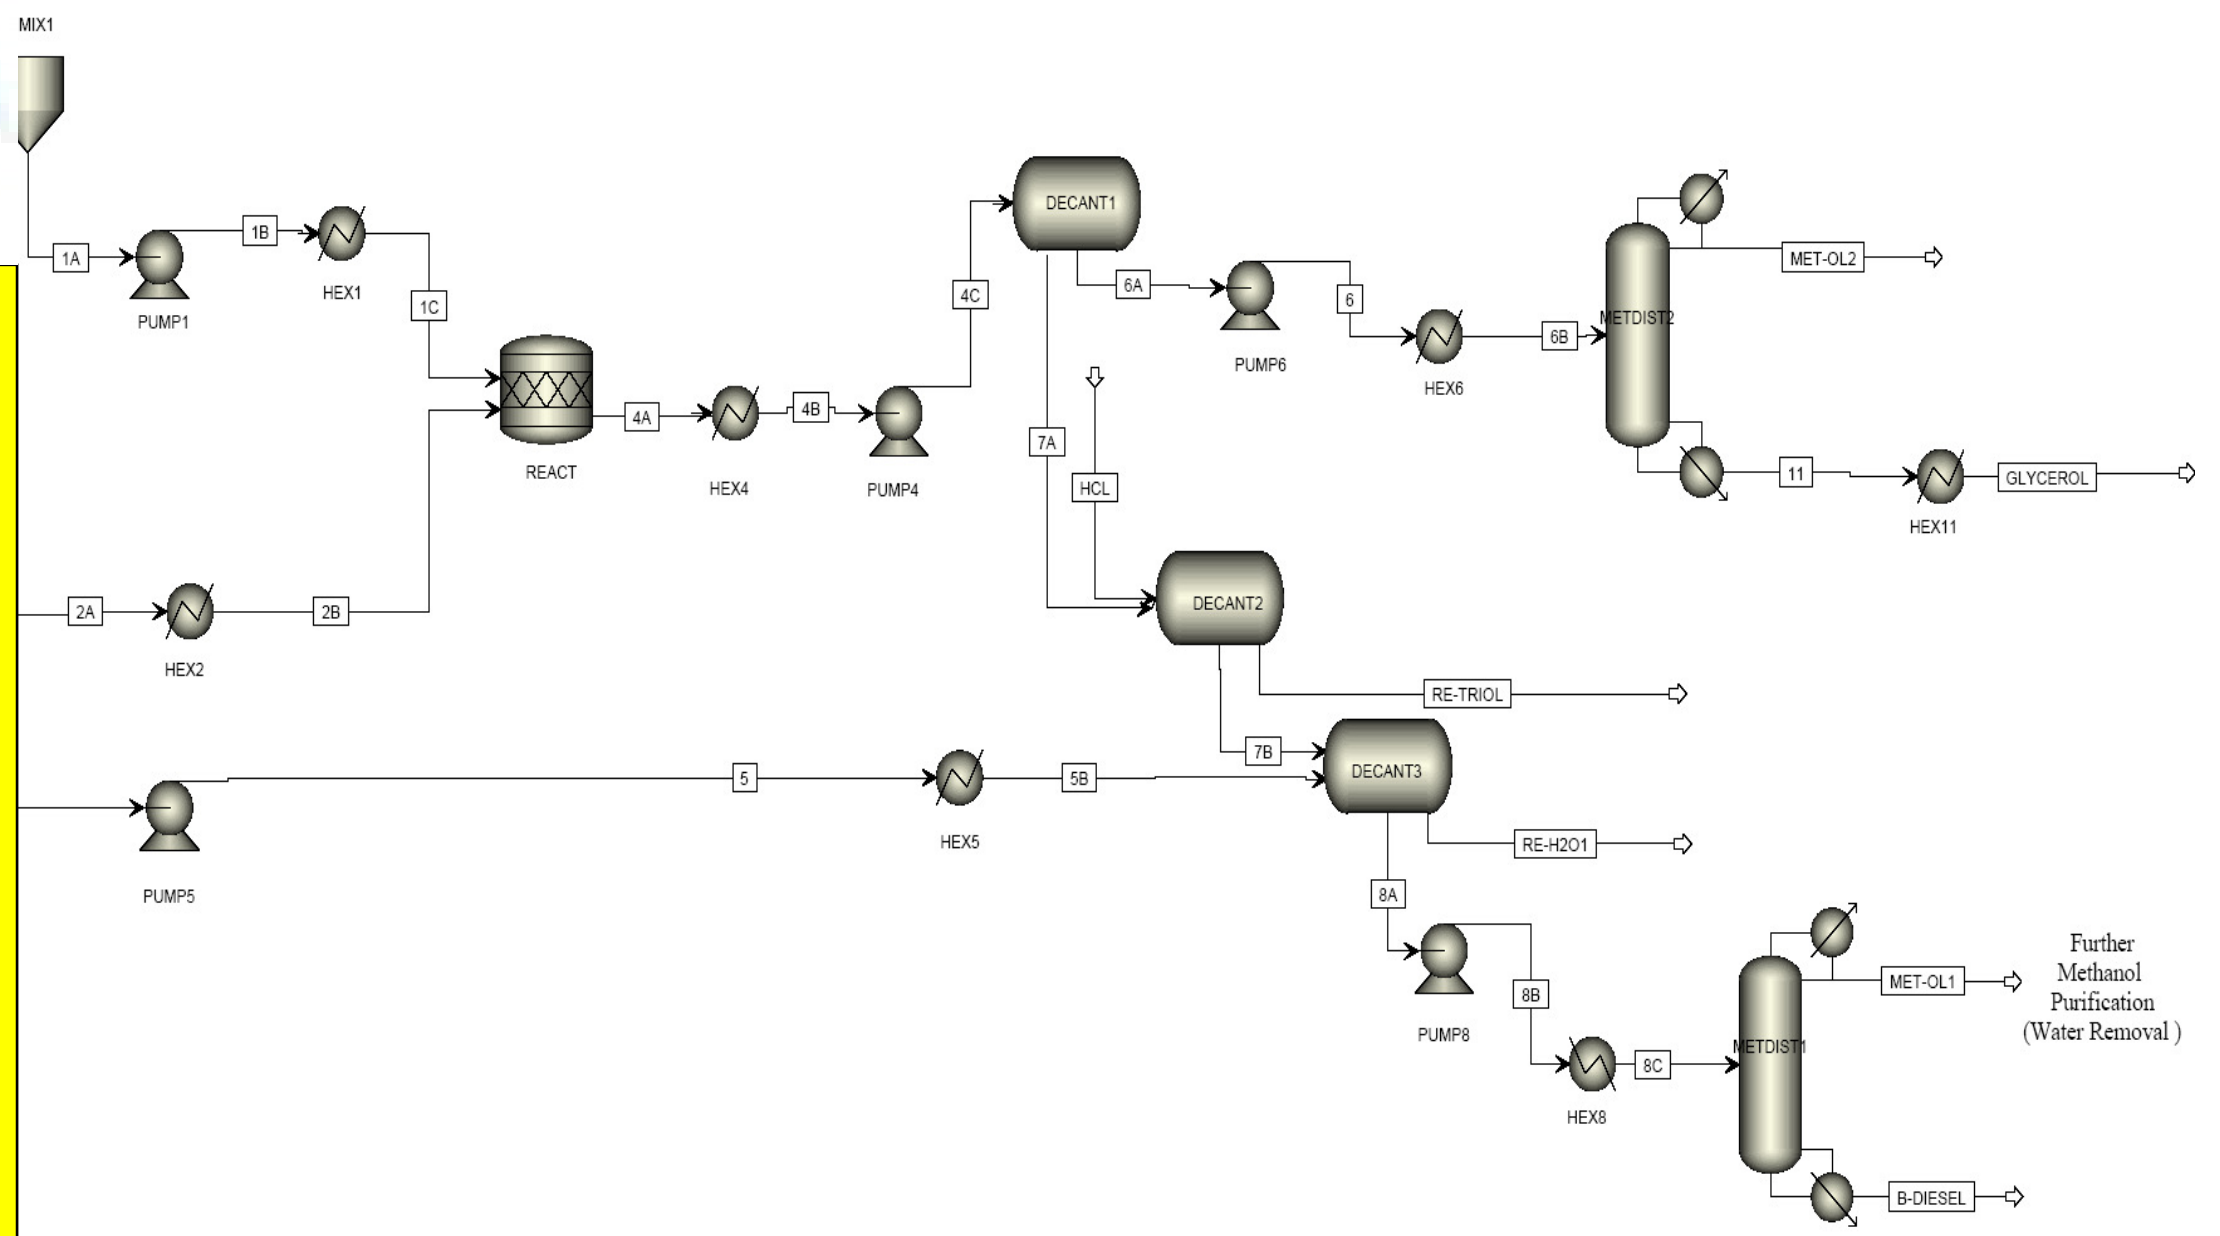 MIX1
1A
PUMP1
1B
HEX1
1C
REACT
4A
HEX4
4B
PUMP4
4C
DECANT1
6A
PUMP6
6
HEX6
6B
METDIST2
MET-OL2
11
HEX11
GLYCEROL
7A
HCL
DECANT2
RE-TRIOL
2A
HEX2
2B
7B
DECANT3
PUMP5
5
HEX5
5B
RE-H2O1
8A
PUMP8
8B
HEX8
8C
METDIST1
MET-OL1
Further
Methanol
Purification
(Water Removal )
B-DIESEL